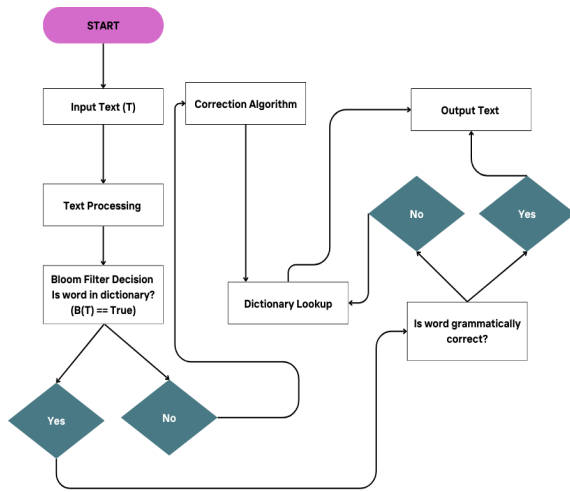 START
Input Text (T)
Correction Algorithm
Output Text
Text Processing
No
Yes
Bloom Filter Decision
Is word in dictionary?
(B(T) == True)
Dictionary Lookup
Is word grammatically
correct?
Yes
No